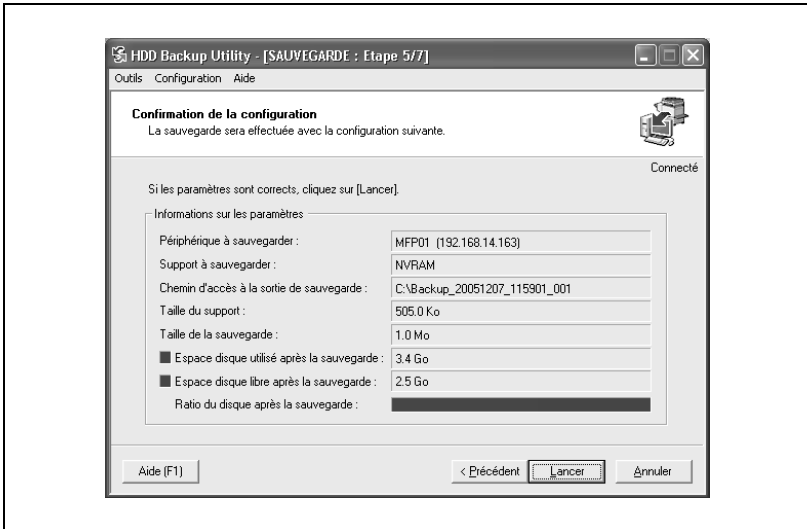 HDD Backup Utility - [SAUVEGARDE : Etape 5/7]
Outils Configuration Aide
Confirmation de la configuration
La sauvegarde sera effectuée avec la configuration suivante.
Connecté
Si les paramètres sont corrects, cliquez sur [Lancer].
Informations sur les paramètres
Périphérique à sauvegarder : MFP01 (192.168.14.163)
Support à sauvegarder : NVRAM
Chemin d'accès à la sortie de sauvegarde : C:\Backup_20051207_115901_001
Taille du support : 505.0 Ko
Taille de la sauvegarde : 1.0 Mo
Espace disque utilisé après la sauvegarde : 3.4 Go
Espace disque libre après la sauvegarde : 2.5 Go
Ratio du disque après la sauvegarde :
Aide (F1) < Précédent Lancer Annuler